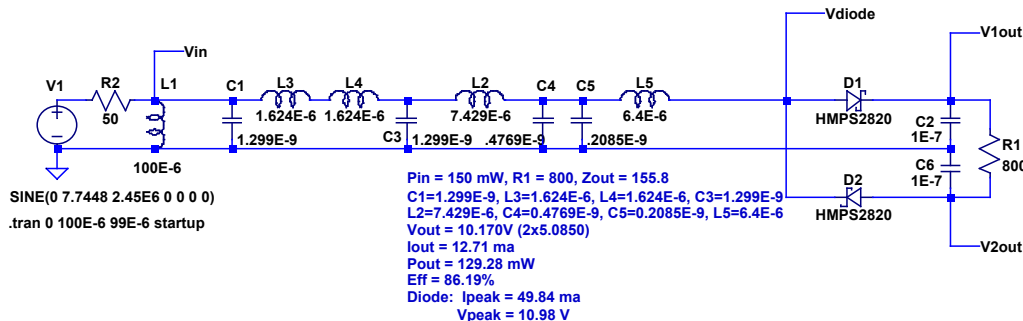 Vdiode
V1out
Vin
V1
R2
50
L1
100E-6
C1
1.299E-9
L3
1.624E-6
L4
1.624E-6
C3
1.299E-9
L2
7.429E-6
C4
.4769E-9
C5
.2085E-9
L5
6.4E-6
D1
HMPS2820
C2
1E-7
R1
800
C6
1E-7
D2
HMPS2820
V2out
SINE(0 7.7448 2.45E6 0 0 0 0)
.tran 0 100E-6 99E-6 startup
Pin = 150 mW, R1 = 800, Zout = 155.8
C1=1.299E-9, L3=1.624E-6, L4=1.624E-6, C3=1.299E-9
L2=7.429E-6, C4=0.4769E-9, C5=0.2085E-9, L5=6.4E-6
Vout = 10.170V (2x5.0850)
Iout = 12.71 ma
Pout = 129.28 mW
Eff = 86.19%
Diode: Ipeak = 49.84 ma
Vpeak = 10.98 V